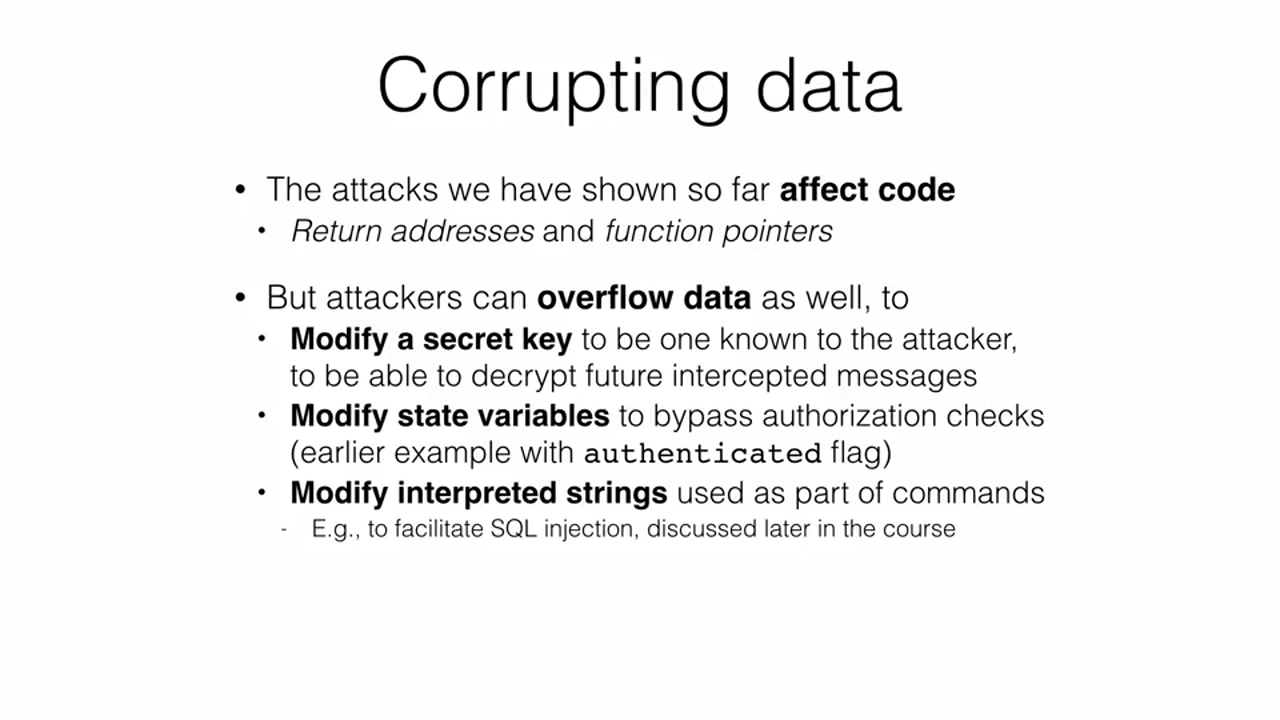 Corrupting data
• The attacks we have shown so far affect code
• Return addresses and function pointers
• But attackers can overflow data as well, to
• Modify a secret key to be one known to the attacker,
to be able to decrypt future intercepted messages
• Modify state variables to bypass authorization checks
(earlier example with authenticated flag)
• Modify interpreted strings used as part of commands
- E.g., to facilitate SQL injection, discussed later in the course